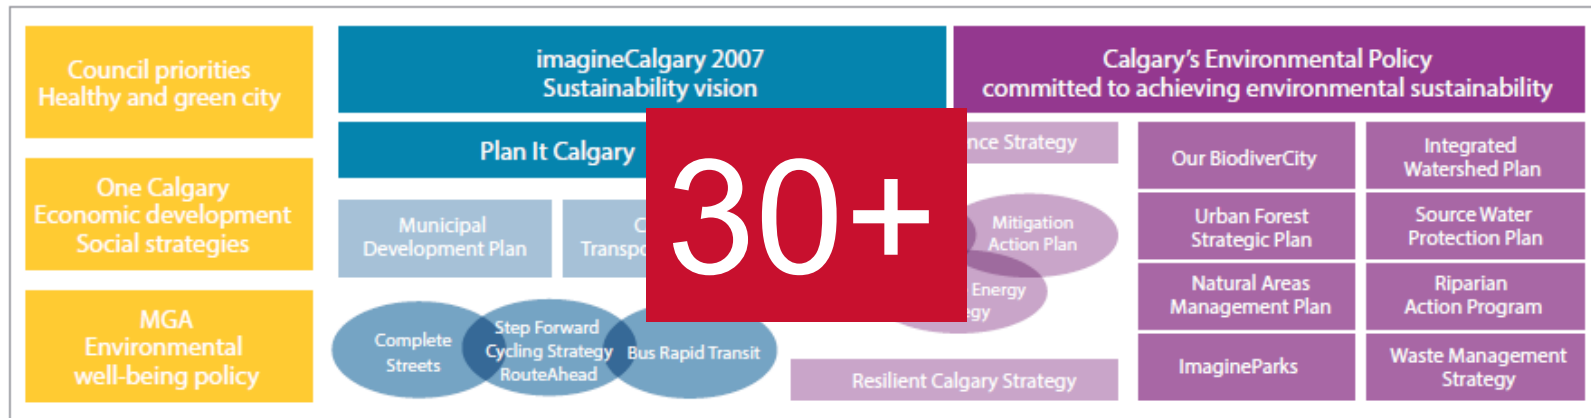 Council priorities
Healthy and green city
One Calgary
Economic development
Social strategies
MGA
Environmental
well-being policy
imagineCalgary 2007
Sustainability vision
Plan It Calgary
Municipal
Development Plan
Complete
Streets
Step Forward
Cycling Strategy
RouteAhead
Bus Rapid Transit
30+
Calgary's Environmental Policy
committed to achieving environmental sustainability
Strategy
Mitigation
Action Plan
Energy
Resilient Calgary Strategy
Our BiodiverCity
Urban Forest
Strategic Plan
Natural Areas
Management Plan
ImagineParks
Integrated
Watershed Plan
Source Water
Protection Plan
Riparian
Action Program
Waste Management
Strategy